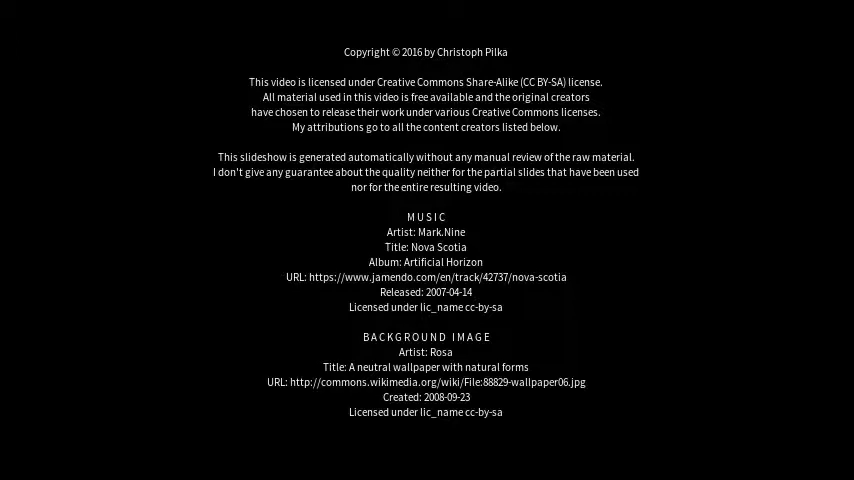 Copyright © 2016 by Christoph Pilka
This video is licensed under Creative Commons Share-Alike (CC BY-SA) license.
All material used in this video is free available and the original creators
have chosen to release their work under various Creative Commons licenses.
My attributions go to all the content creators listed below.
This slideshow is generated automatically without any manual review of the raw material.
I don't give any guarantee about the quality neither for the partial slides that have been used
nor for the entire resulting video.
MUSIC
Artist: Mark.Nine
Title: Nova Scotia
Album: Artificial Horizon
URL: https://www.jamendo.com/en/track/42737/nova-scotia
Released: 2007-04-14
Licensed under lic_name cc-by-sa
BACKGROUND IMAGE
Artist: Rosa
Title: A neutral wallpaper with natural forms
URL: http://commons.wikimedia.org/wiki/File:88829-wallpaper06.jpg
Created: 2008-09-23
Licensed under lic_name cc-by-sa